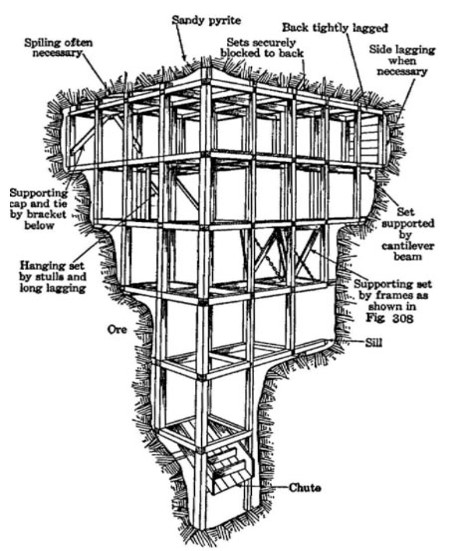 Sandy pyrite
Back tightly lagged
Spiling often
necessary
Sets securely
blocked to back
Side lagging
when
necessary
Supporting
cap and tie
by bracket
below
Set
supported
by
cantilever
beam
Hanging set
by stulls and
long lagging
Supporting set
by frames as
shown in
Fig 308
Ore
Sill
Chute